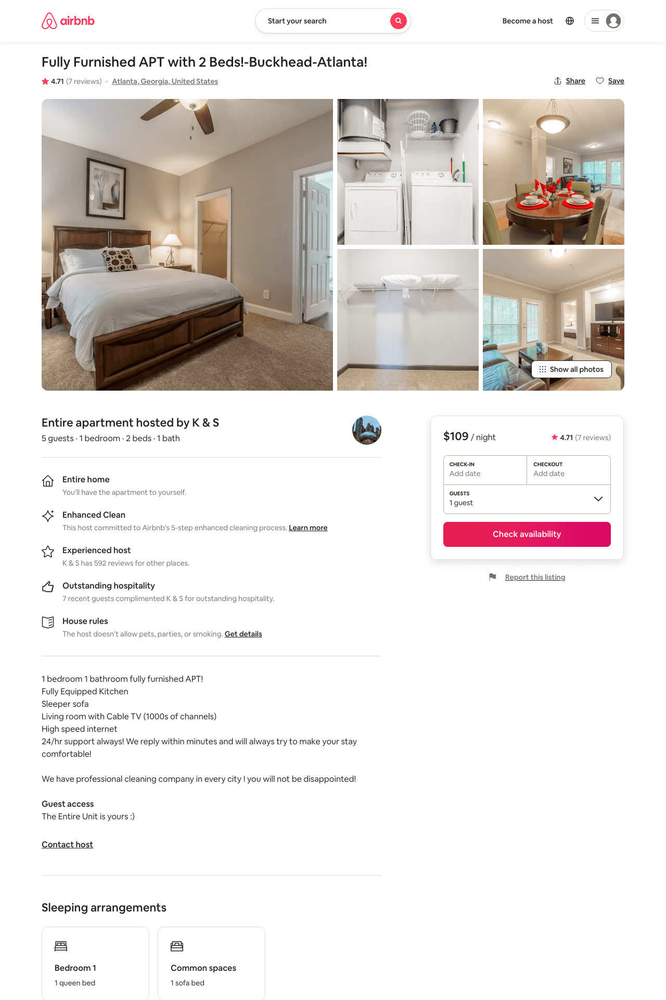 airbnb
Start your search
Become a host
Fully Furnished APT with 2 Beds!-Buckhead-Atlanta!
4.71 (7 reviews) · Atlanta, Georgia, United States
Share
Save
Show all photos
Entire apartment hosted by K & S
5 guests · 1 bedroom · 2 beds · 1 bath
Entire home
You’ll have the apartment to yourself.
Enhanced Clean
This host committed to Airbnb's 5-step enhanced cleaning process. Learn more
Experienced host
K & S has 592 reviews for other places.
Outstanding hospitality
7 recent guests complimented K & S for outstanding hospitality.
House rules
The host doesn’t allow pets, parties, or smoking. Get details
$109 / night
4.71 (7 reviews)
CHECK-IN
Add date
CHECKOUT
Add date
GUESTS
1 guest
Check availability
Report this listing
1 bedroom 1 bathroom fully furnished APT!
Fully Equipped Kitchen
Sleeper sofa
Living room with Cable TV (1000s of channels)
High speed internet
24/hr support always! We reply within minutes and will always try to make your stay
comfortable!
We have professional cleaning company in every city ! you will not be disappointed!
Guest access
The Entire Unit is yours :)
Contact host
Sleeping arrangements
Bedroom 1
1 queen bed
Common spaces
1 sofa bed